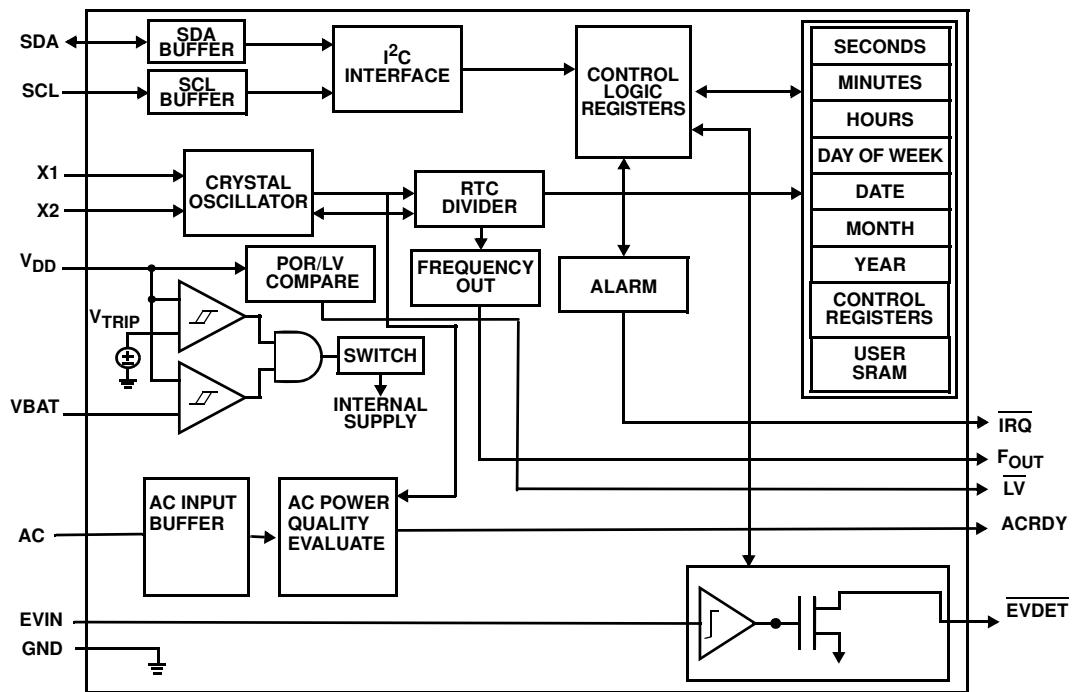 SDA
SDA
BUFFER
I²C
INTERFACE
SCL
SCL
BUFFER
CONTROL
LOGIC
REGISTERS
SECONDS
MINUTES
HOURS
DAY OF WEEK
DATE
MONTH
YEAR
CONTROL
REGISTERS
USER
SRAM
X1
X2
CRYSTAL
OSCILLATOR
RTC
DIVIDER
VDD
POR/LV
COMPARE
FREQUENCY
OUT
ALARM
VTRIP
SWITCH
INTERNAL
SUPPLY
VBAT
IRQ
FOUT
LV
AC
AC INPUT
BUFFER
AC POWER
QUALITY
EVALUATE
ACRDY
EVIN
EVDET
GND